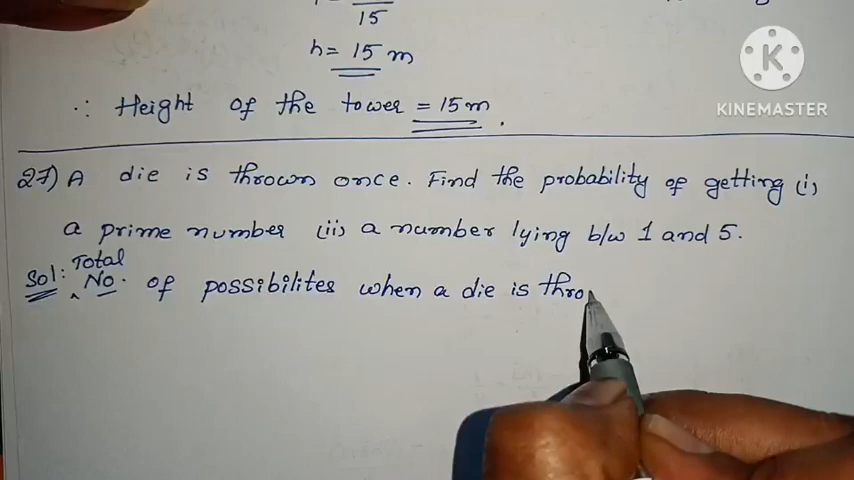 15
h = 15 m
∴ Height of the tower = 15 m.
K
KINEMASTER
27) A die is thrown once. Find the probability of getting (i)
a prime number (ii) a number lying b/w 1 and 5.
Total
Sol: ^ No. of possibilites when a die is thro